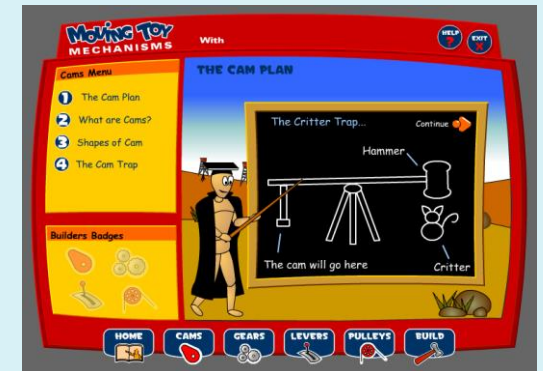 MOVING TOY
MECHANISMS
With
HELP
?
EXIT
X
Cams Menu
1 The Cam Plan
2 What are Cams?
3 Shapes of Cam
4 The Cam Trap
Builders Badges
THE CAM PLAN
The Critter Trap...
Continue
Hammer
The cam will go here
Critter
HOME
CAMS
GEARS
LEVERS
PULLEYS
BUILD